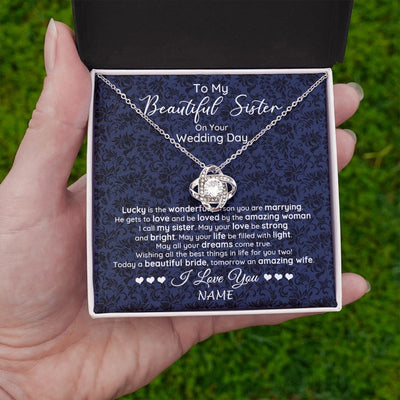 To My
Beautiful Sister
On Your
Wedding Day
Lucky is the wonderful person you are marrying.
He gets to love and be loved by the amazing woman
I call my sister. May your love be strong
and bright. May your life be filled with light.
May all your dreams come true.
Wishing all the best things in life for you two!
Today a beautiful bride, tomorrow an amazing wife.
I Love You
NAME